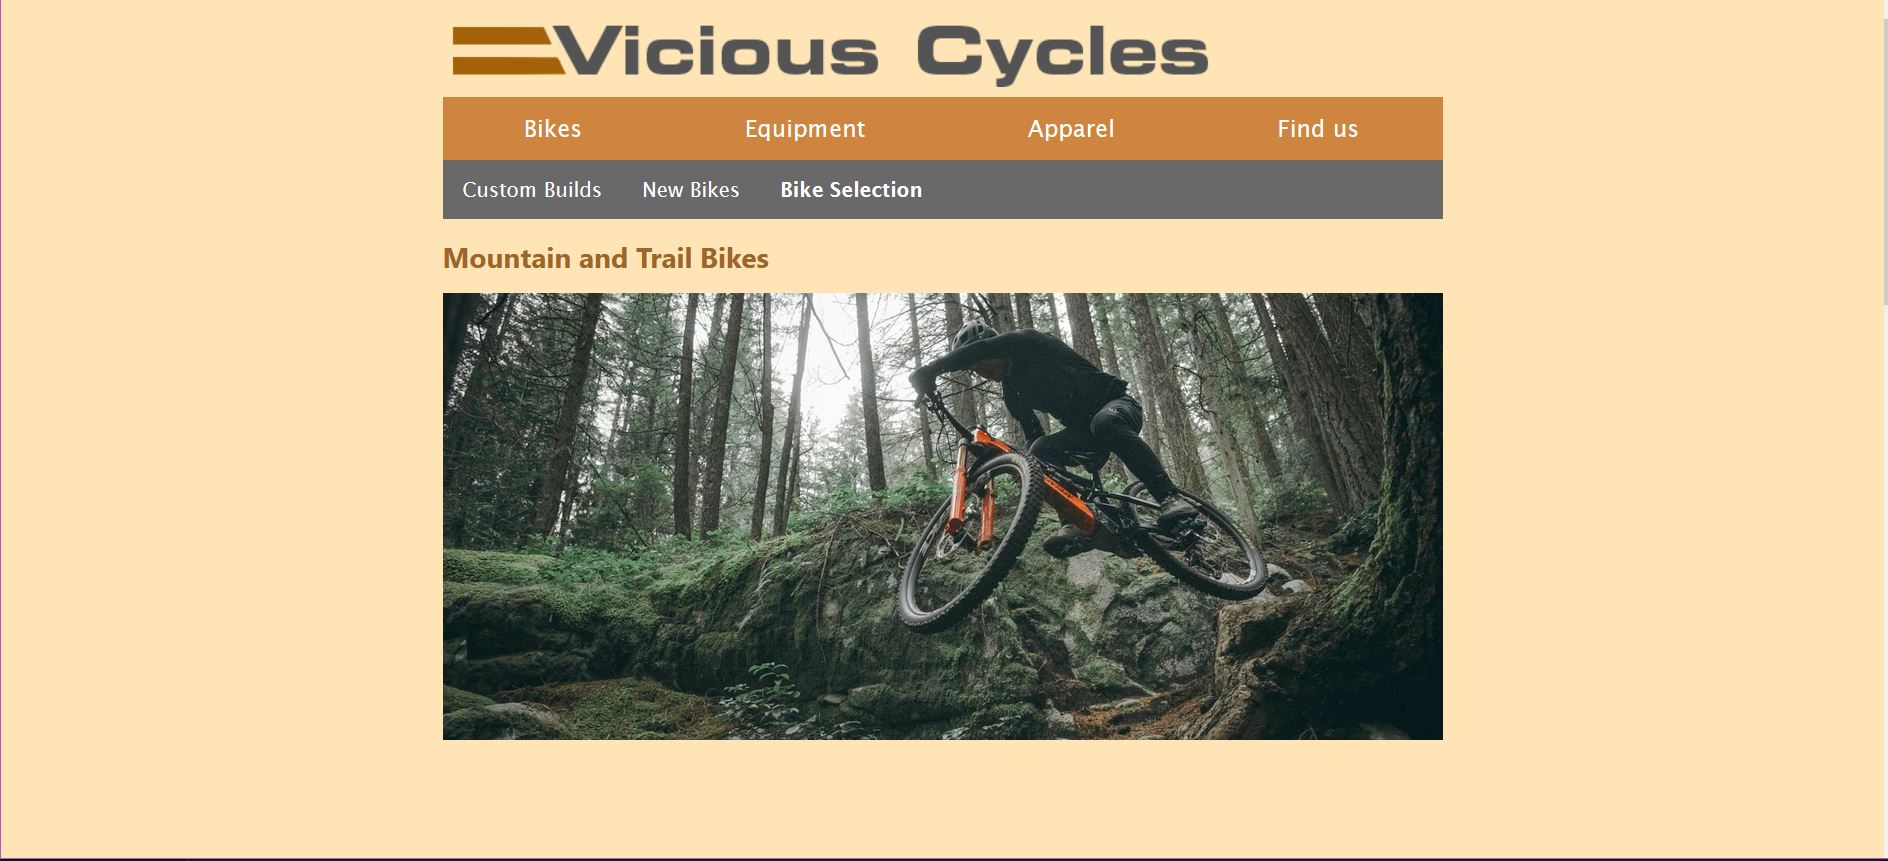 Vicious Cycles
Bikes Equipment Apparel Find us
Custom Builds New Bikes Bike Selection
Mountain and Trail Bikes